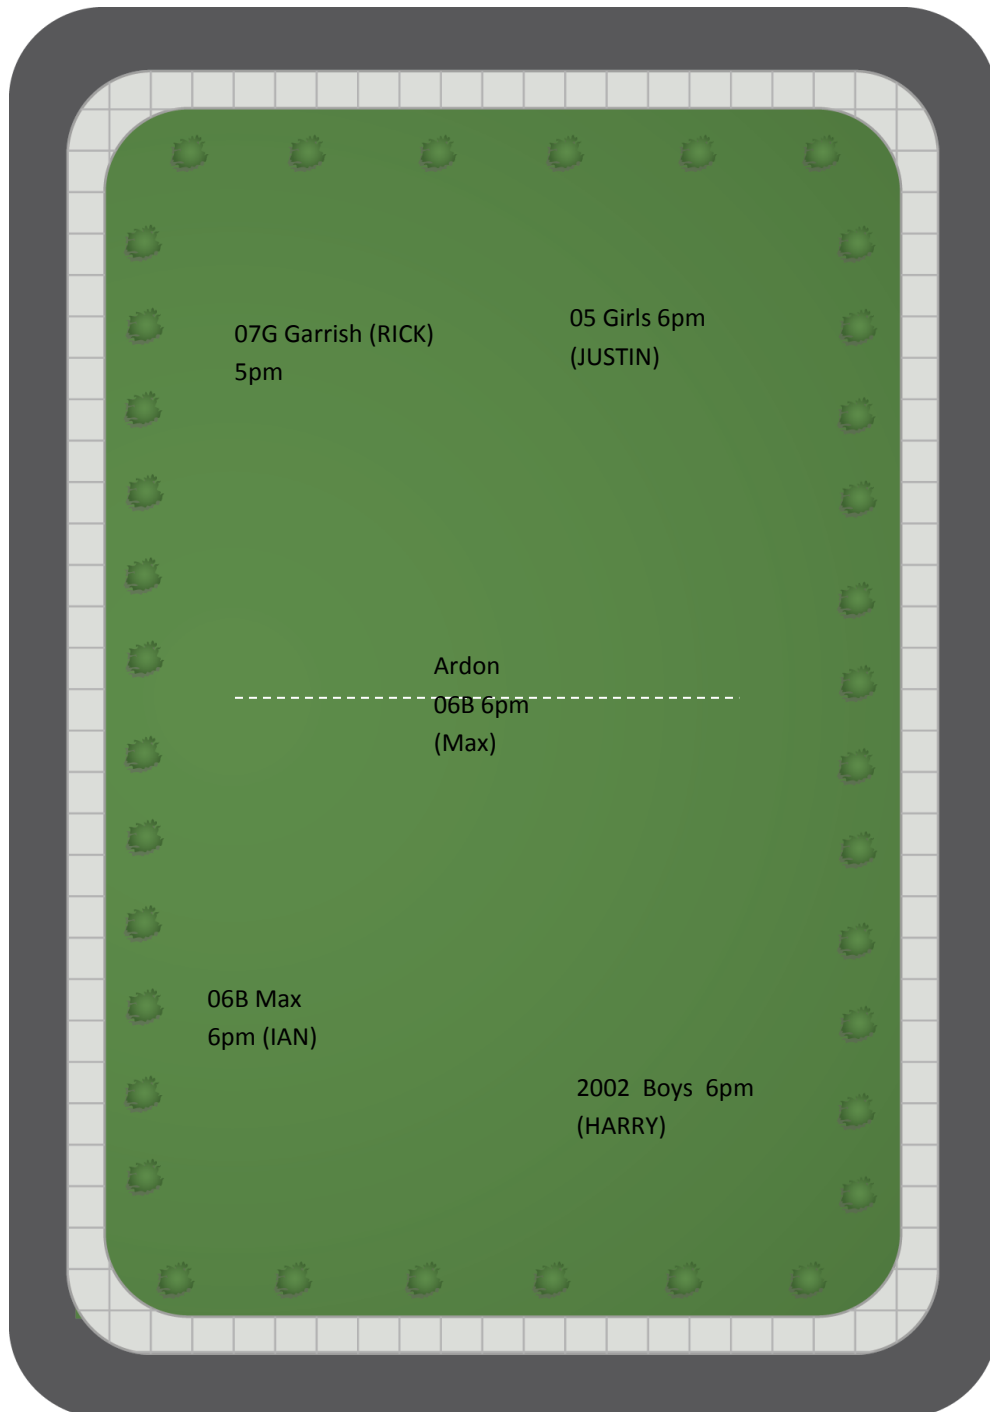 07G Garrish (RICK)
5pm
05 Girls 6pm
(JUSTIN)
Ardon
06B 6pm
(Max)
06B Max
6pm (IAN)
2002 Boys 6pm
(HARRY)